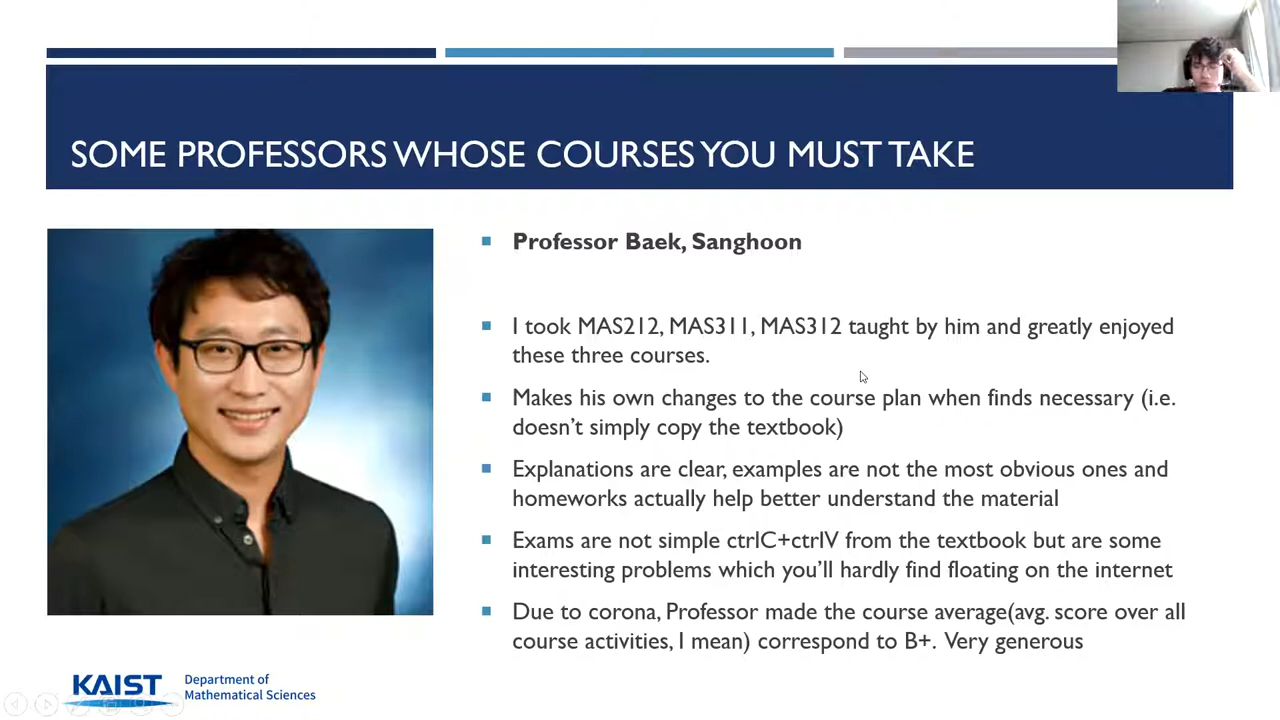 SOME PROFESSORS WHOSE COURSES YOU MUST TAKE
Professor Baek, Sanghoon
I took MAS212, MAS311, MAS312 taught by him and greatly enjoyed
these three courses.
Makes his own changes to the course plan when finds necessary (i.e.
doesn't simply copy the textbook)
Explanations are clear, examples are not the most obvious ones and
homeworks actually help better understand the material
Exams are not simple ctrlC+ctrlV from the textbook but are some
interesting problems which you'll hardly find floating on the internet
Due to corona, Professor made the course average(avg. score over all
course activities, I mean) correspond to B+. Very generous
KAIST
Department of
Mathematical Sciences